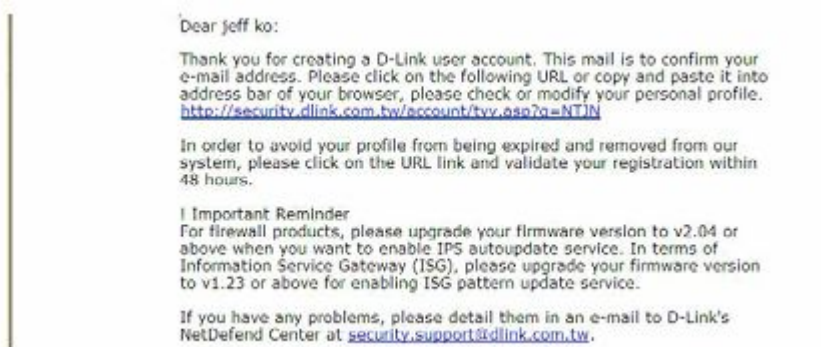 Dear jeff ko:
Thank you for creating a D-Link user account. This mail is to confirm your
e-mail address. Please click on the following URL or copy and paste it into
address bar of your browser, please check or modify your personal profile.
http://security.dlink.com.tw/account/tyv.asp?q=NTJN
In order to avoid your profile from being expired and removed from our
system, please click on the URL link and validate your registration within
48 hours.
! Important Reminder
For firewall products, please upgrade your firmware version to v2.04 or
above when you want to enable IPS autoupdate service. In terms of
Information Service Gateway (ISG), please upgrade your firmware version
to v1.23 or above for enabling ISG pattern update service.
If you have any problems, please detail them in an e-mail to D-Link's
NetDefend Center at security.support@dlink.com.tw.